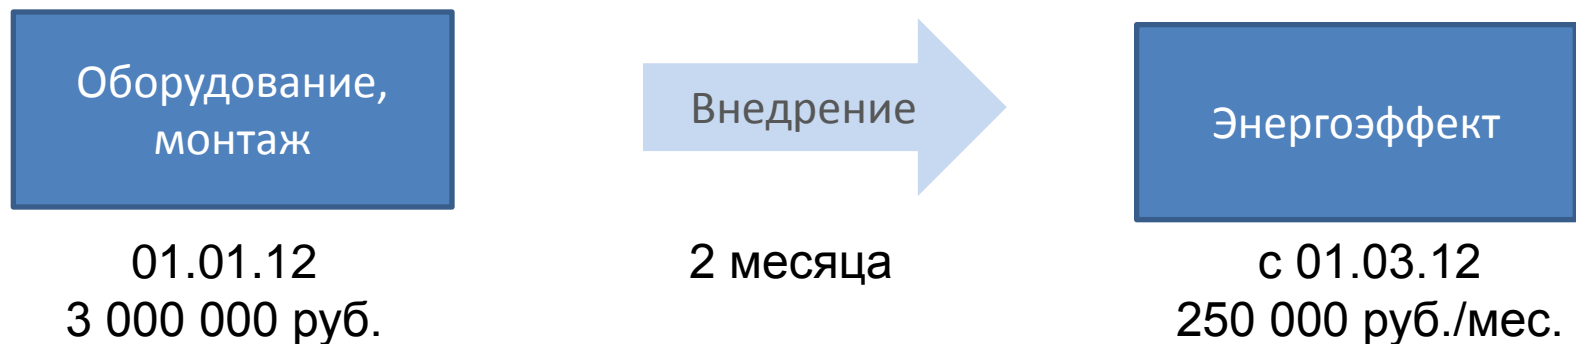 Оборудование,
монтаж
01.01.12
3 000 000 руб.
Внедрение
2 месяца
Энергоэффект
с 01.03.12
250 000 руб./мес.